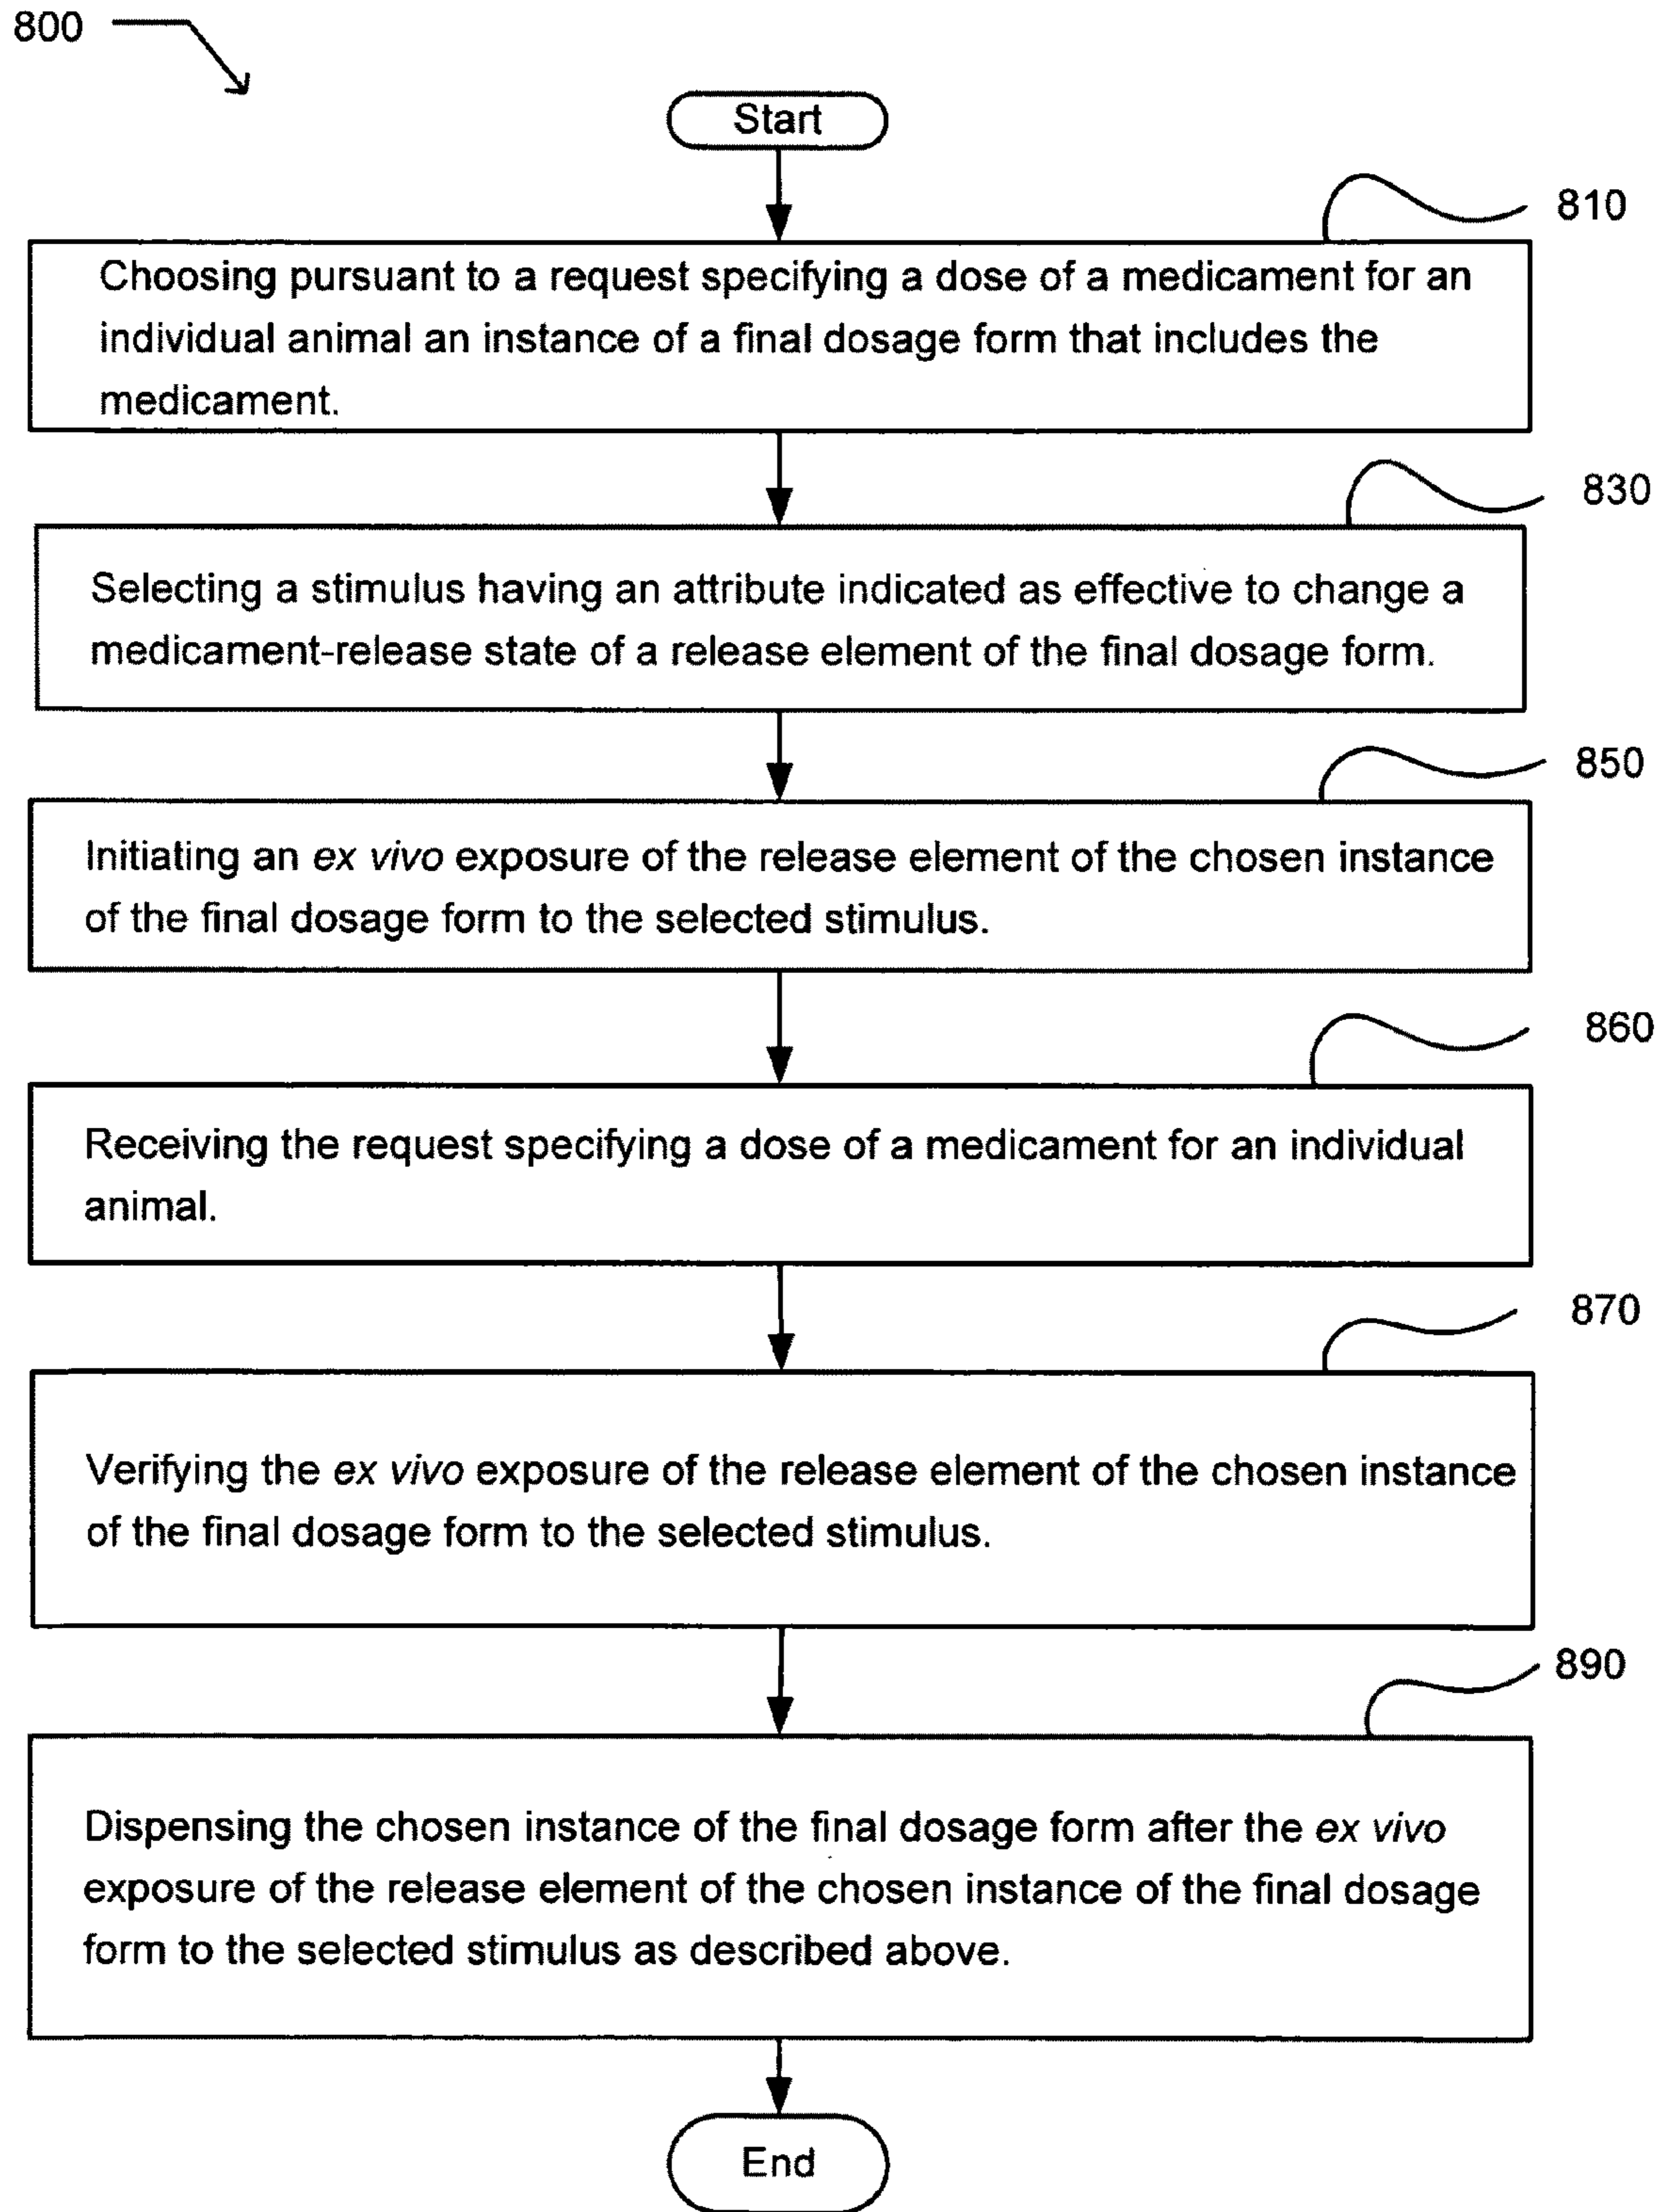 800
Start
810
Choosing pursuant to a request specifying a dose of a medicament for an
individual animal an instance of a final dosage form that includes the
medicament.
830
Selecting a stimulus having an attribute indicated as effective to change a
medicament-release state of a release element of the final dosage form.
850
Initiating an ex vivo exposure of the release element of the chosen instance
of the final dosage form to the selected stimulus.
860
Receiving the request specifying a dose of a medicament for an individual
animal.
870
Verifying the ex vivo exposure of the release element of the chosen instance
of the final dosage form to the selected stimulus.
890
Dispensing the chosen instance of the final dosage form after the ex vivo
exposure of the release element of the chosen instance of the final dosage
form to the selected stimulus as described above.
End